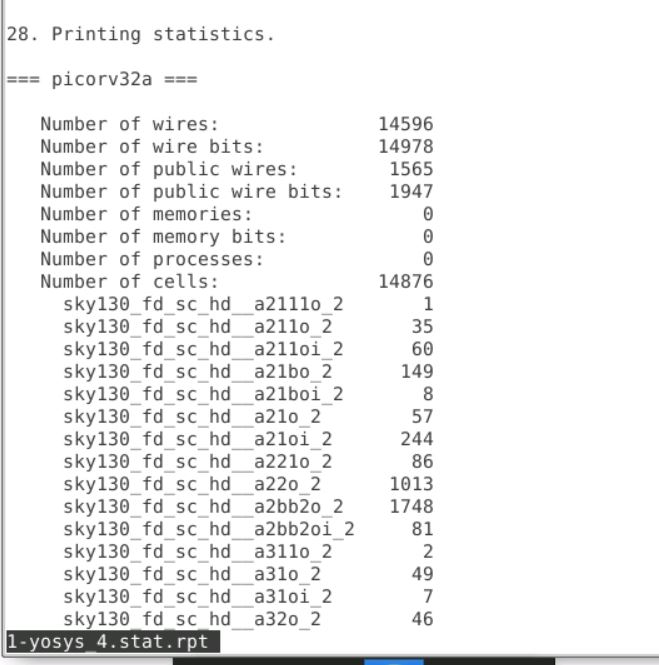 28. Printing statistics.
=== picorv32a ===
Number of wires: 14596
Number of wire bits: 14978
Number of public wires: 1565
Number of public wire bits: 1947
Number of memories: 0
Number of memory bits: 0
Number of processes: 0
Number of cells: 14876
sky130_fd_sc_hd__a2111o_2 1
sky130_fd_sc_hd__a211o_2 35
sky130_fd_sc_hd__a211oi_2 60
sky130_fd_sc_hd__a21bo_2 149
sky130_fd_sc_hd__a21boi_2 8
sky130_fd_sc_hd__a21o_2 57
sky130_fd_sc_hd__a21oi_2 244
sky130_fd_sc_hd__a221o_2 86
sky130_fd_sc_hd__a22o_2 1013
sky130_fd_sc_hd__a2bb2o_2 1748
sky130_fd_sc_hd__a2bb2oi_2 81
sky130_fd_sc_hd__a311o_2 2
sky130_fd_sc_hd__a31o_2 49
sky130_fd_sc_hd__a31oi_2 7
sky130_fd_sc_hd__a32o_2 46
1-yosys_4.stat.rpt